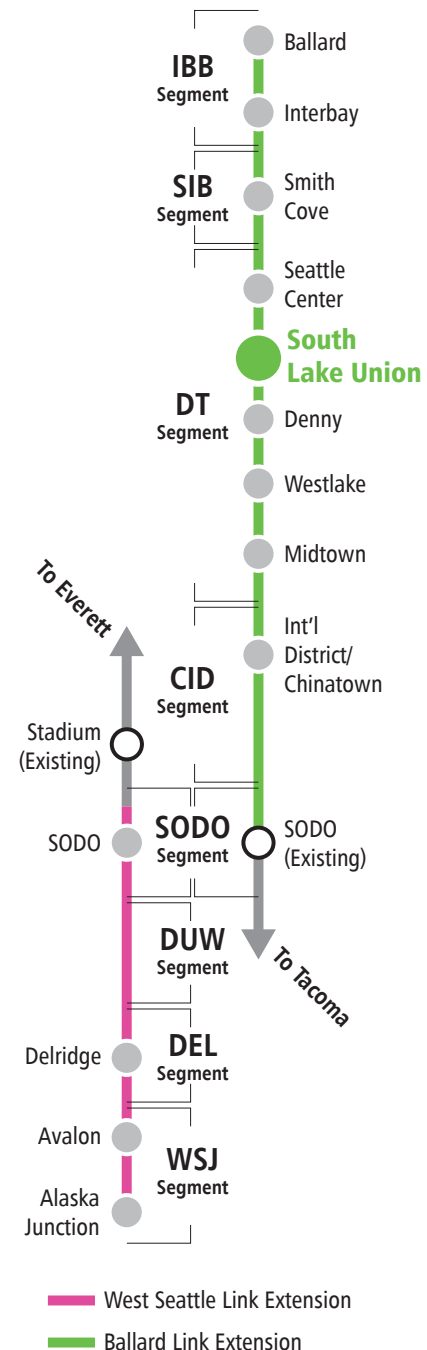 Ballard
IBB
Segment
Interbay
SIB
Segment
Smith
Cove
Seattle
Center
South
Lake Union
DT
Segment
Denny
Westlake
Midtown
To Everett
Int'l
District/
Chinatown
CID
Segment
Stadium
(Existing)
SODO
SODO
Segment
SODO
(Existing)
DUW
Segment
To Tacoma
Delridge
DEL
Segment
Avalon
WSJ
Segment
Alaska
Junction
West Seattle Link Extension
Ballard Link Extension